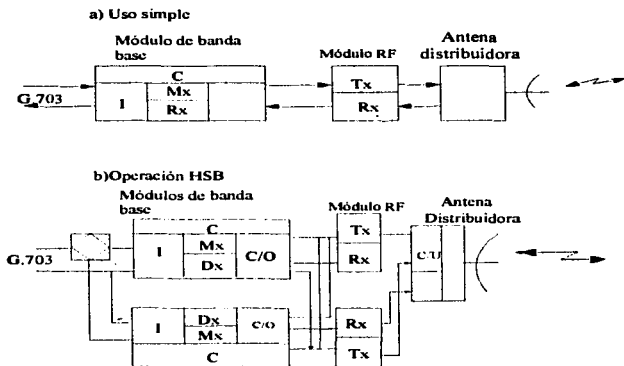 a) Uso simple
Módulo de banda
base
Módulo RF
Antena
distribuidora
C
Mx
I
Rx
Tx
Rx
G.703
b)Operación HSB
Módulos de banda
base
Módulo RF
Antena
Distribuidora
C
I
Mx
Dx
C/O
Tx
Rx
C/U
G.703
I
Dx
Mx
C/O
C
Rx
Tx